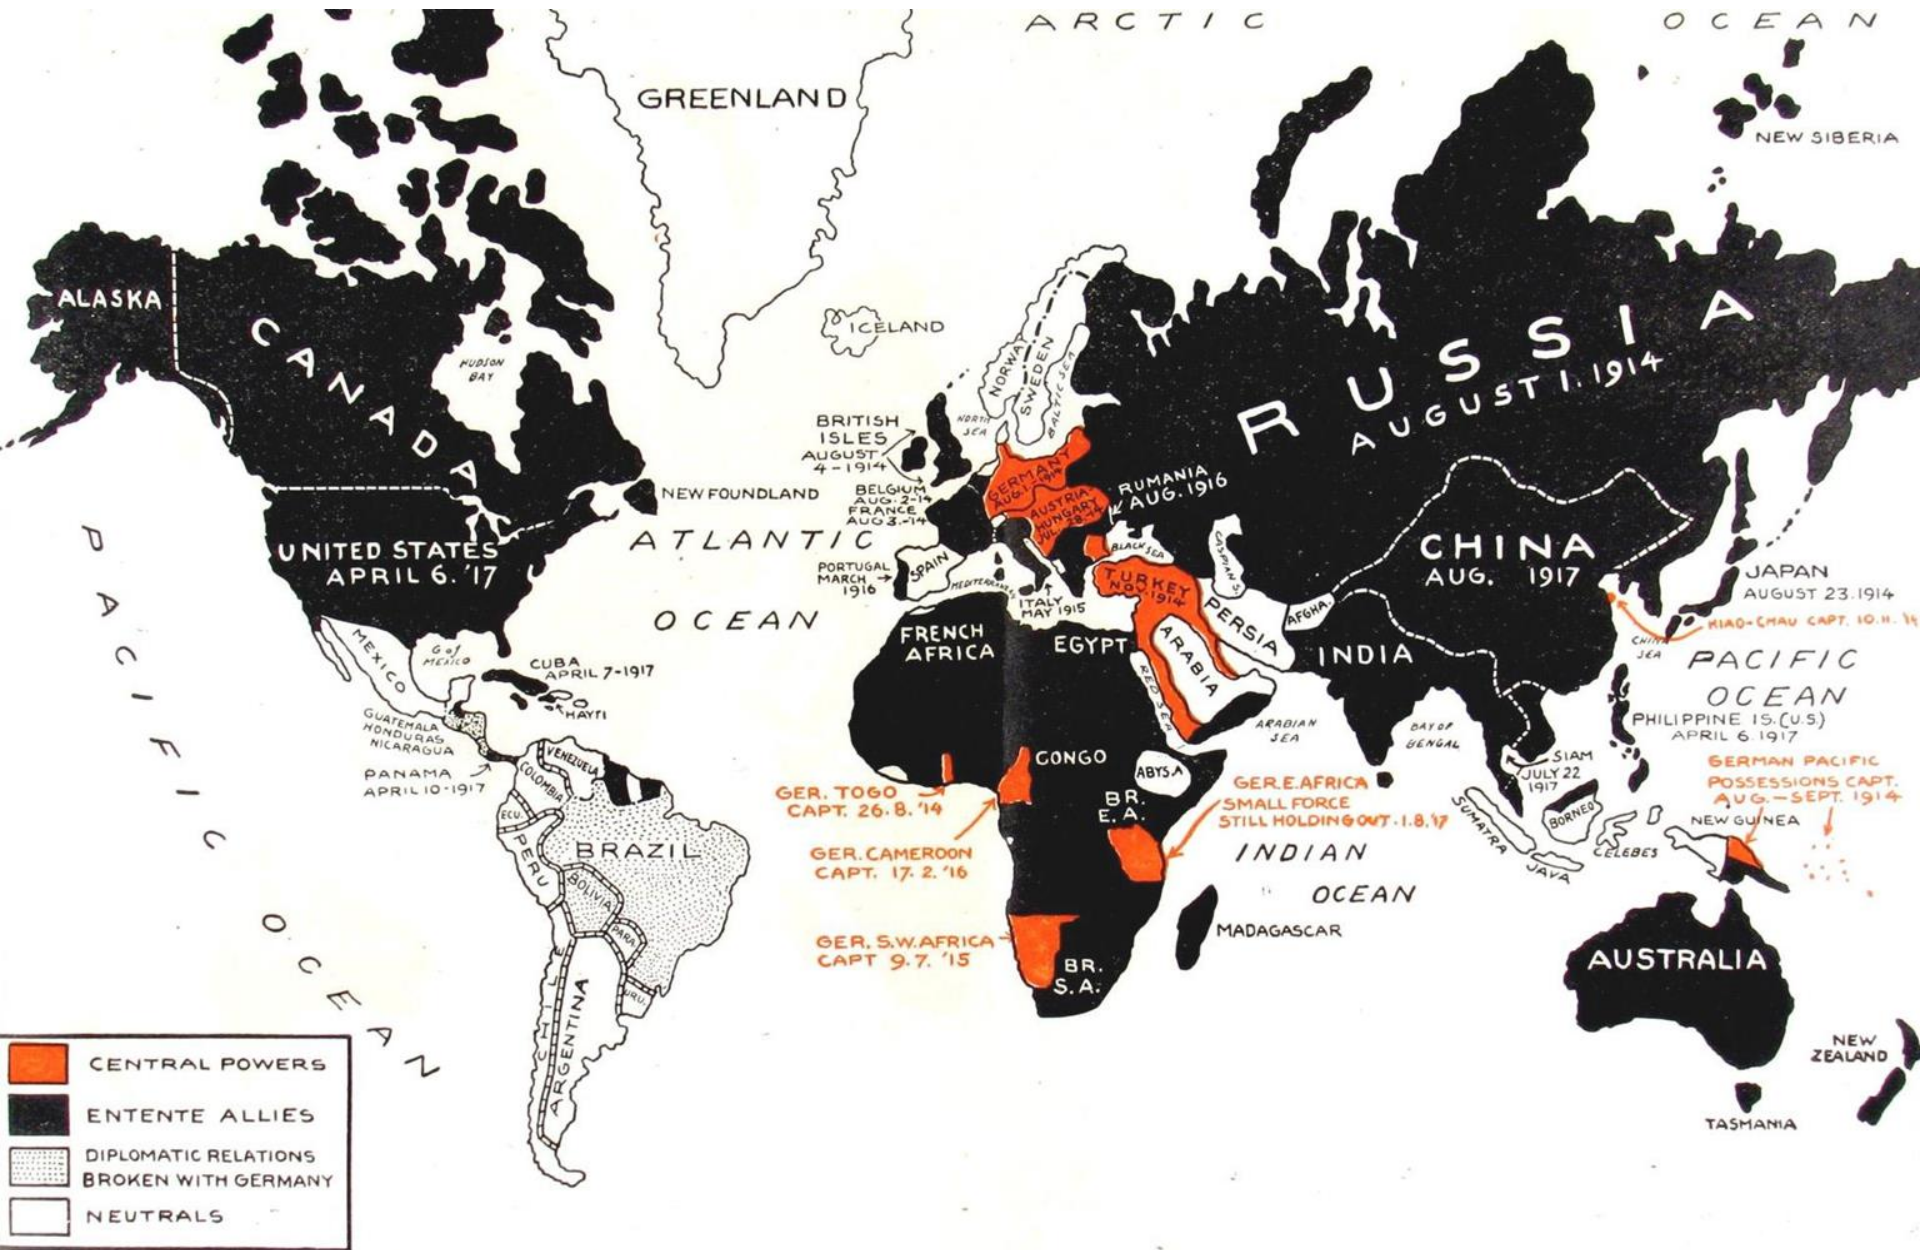 ARCTIC OCEAN
GREENLAND
NEW SIBERIA
ALASKA
CANADA
HUDSON
BAY
ICELAND
NORWAY
SWEDEN
BALTIC SEA
NORTH
SEA
RUSSIA
AUGUST 1. 1914
BRITISH
ISLES
AUGUST
4-1914
BELGIUM
AUG. 2-14
FRANCE
AUG 3.-14
GERMANY
AUG. 1-1914
AUSTRIA
HUNGARY
RUMANIA
AUG. 1916
NEW FOUNDLAND
ATLANTIC
OCEAN
UNITED STATES
APRIL 6. '17
PORTUGAL
MARCH
1916
SPAIN
ITALY
MAY 1915
BLACK SEA
CASPIAN S.
TURKEY
NOV. 1914
CHINA
AUG. 1917
JAPAN
AUGUST 23. 1914
CHINA
SEA
PACIFIC
OCEAN
PERSIA
AFGHA.
INDIA
ARABIA
RED SEA
EGYPT
FRENCH
AFRICA
MEXICO
G of
MEXICO
CUBA
APRIL 7-1917
HAYTI
GUATEMALA
HONDURAS
NICARAGUA
PANAMA
APRIL 10-1917
ARABIAN
SEA
BAY OF
BENGAL
PHILIPPINE IS. (U.S.)
APRIL 6. 1917
SIAM
JULY 22
1917
GERMAN PACIFIC
POSSESSIONS CAPT.
AUG. - SEPT. 1914
NEW GUINEA
SUMATRA
BORNEO
CELEBES
JAVA
VENEZUELA
COLOMBIA
ECU.
PERU
BRAZIL
BOLIVIA
PARA.
URU.
CHILE
ARGENTINA
CONGO
ABYS.A
BR.
E.A.
GER. TOGO
CAPT. 26. 8. '14
GER. CAMEROON
CAPT. 17. 2. '16
GER. S.W. AFRICA
CAPT 9. 7. '15
GER. E. AFRICA
SMALL FORCE
STILL HOLDING OUT. 1. 8. '17
BR.
S.A.
MADAGASCAR
INDIAN
OCEAN
AUSTRALIA
NEW
ZEALAND
TASMANIA
PACIFIC OCEAN
CENTRAL POWERS
ENTENTE ALLIES
DIPLOMATIC RELATIONS
BROKEN WITH GERMANY
NEUTRALS